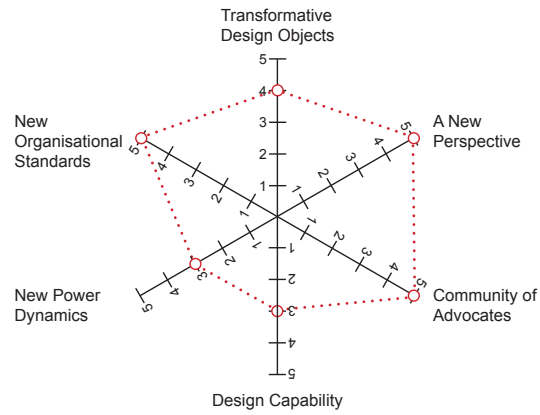 Transformative
Design Objects
5
4
3
2
1
A New
Perspective
1
2
3
4
5
Community of
Advocates
1
2
3
4
5
Design Capability
1
2
3
4
5
New Power
Dynamics
1
2
3
4
5
New
Organisational
Standards
1
2
3
4
5